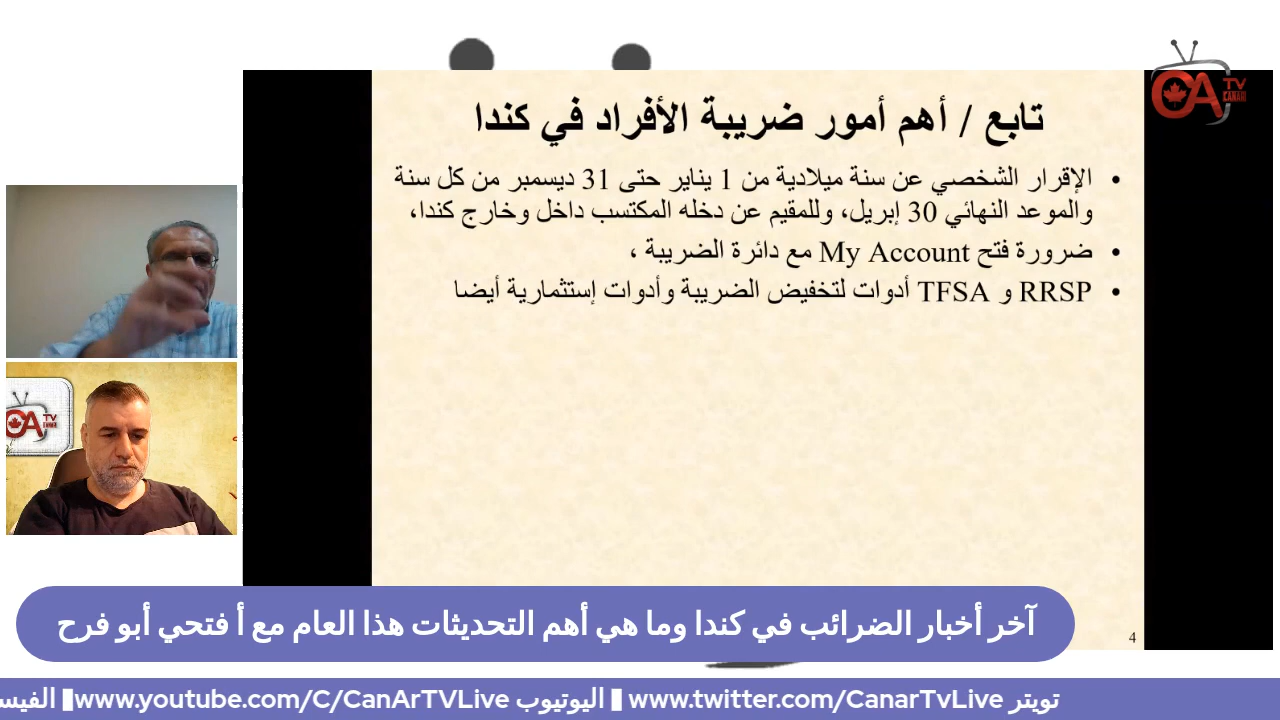 تابع / أهم أمور ضريبة الأفراد في كندا
• الإقرار الشخصي عن سنة ميلادية من 1 يناير حتى 31 ديسمبر من كل سنة
والموعد النهائي 30 إبريل، وللمقيم عن دخله المكتسب داخل وخارج كندا،
• ضرورة فتح My Account مع دائرة الضريبة ،
• RRSP و TFSA أدوات لتخفيض الضريبة وأدوات إستثمارية أيضا
4
CA TV
CANAR
آخر أخبار الضرائب في كندا وما هي أهم التحديثات هذا العام مع أ فتحي أبو فرح
تويتر www.twitter.com/CanarTvLive ▮ اليوتيوب www.youtube.com/C/CanArTVLive▮